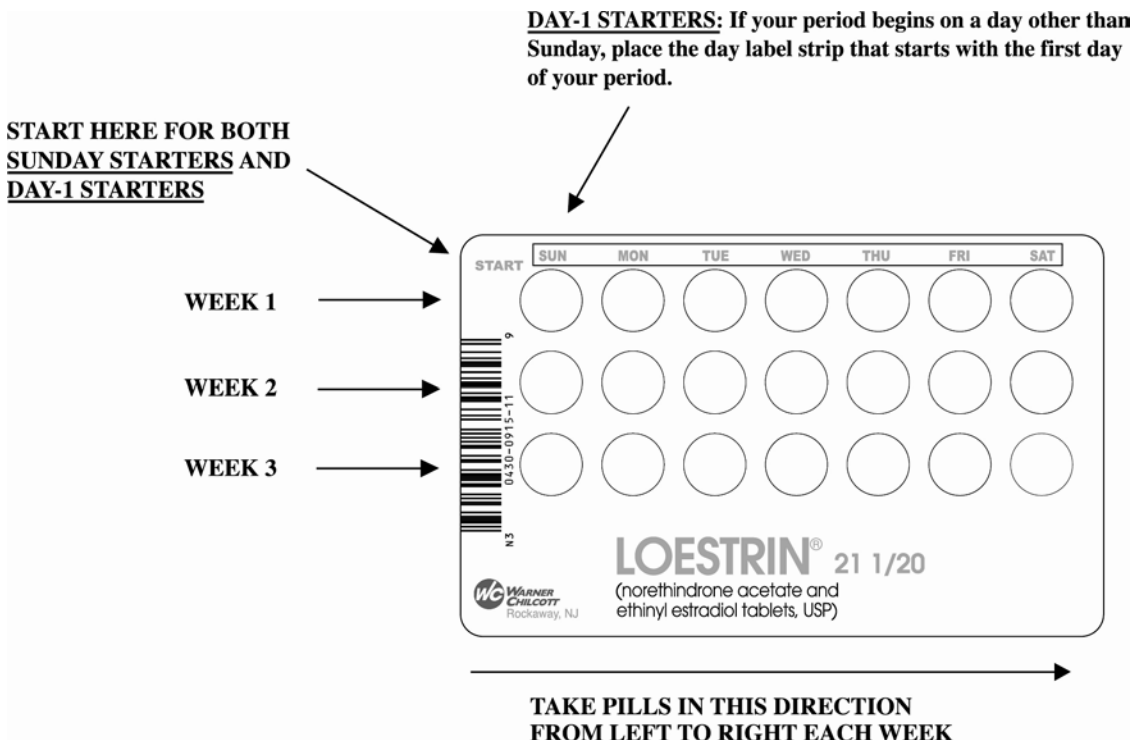 DAY-1 STARTERS: If your period begins on a day other than
Sunday, place the day label strip that starts with the first day
of your period.
START HERE FOR BOTH
SUNDAY STARTERS AND
DAY-1 STARTERS
START
SUN MON TUE WED THU FRI SAT
WEEK 1
WEEK 2
WEEK 3
9
0430-0915-11
N3
LOESTRIN® 21 1/20
(norethindrone acetate and
ethinyl estradiol tablets, USP)
WC WARNER
CHILCOTT
Rockaway, NJ
TAKE PILLS IN THIS DIRECTION
FROM LEFT TO RIGHT EACH WEEK